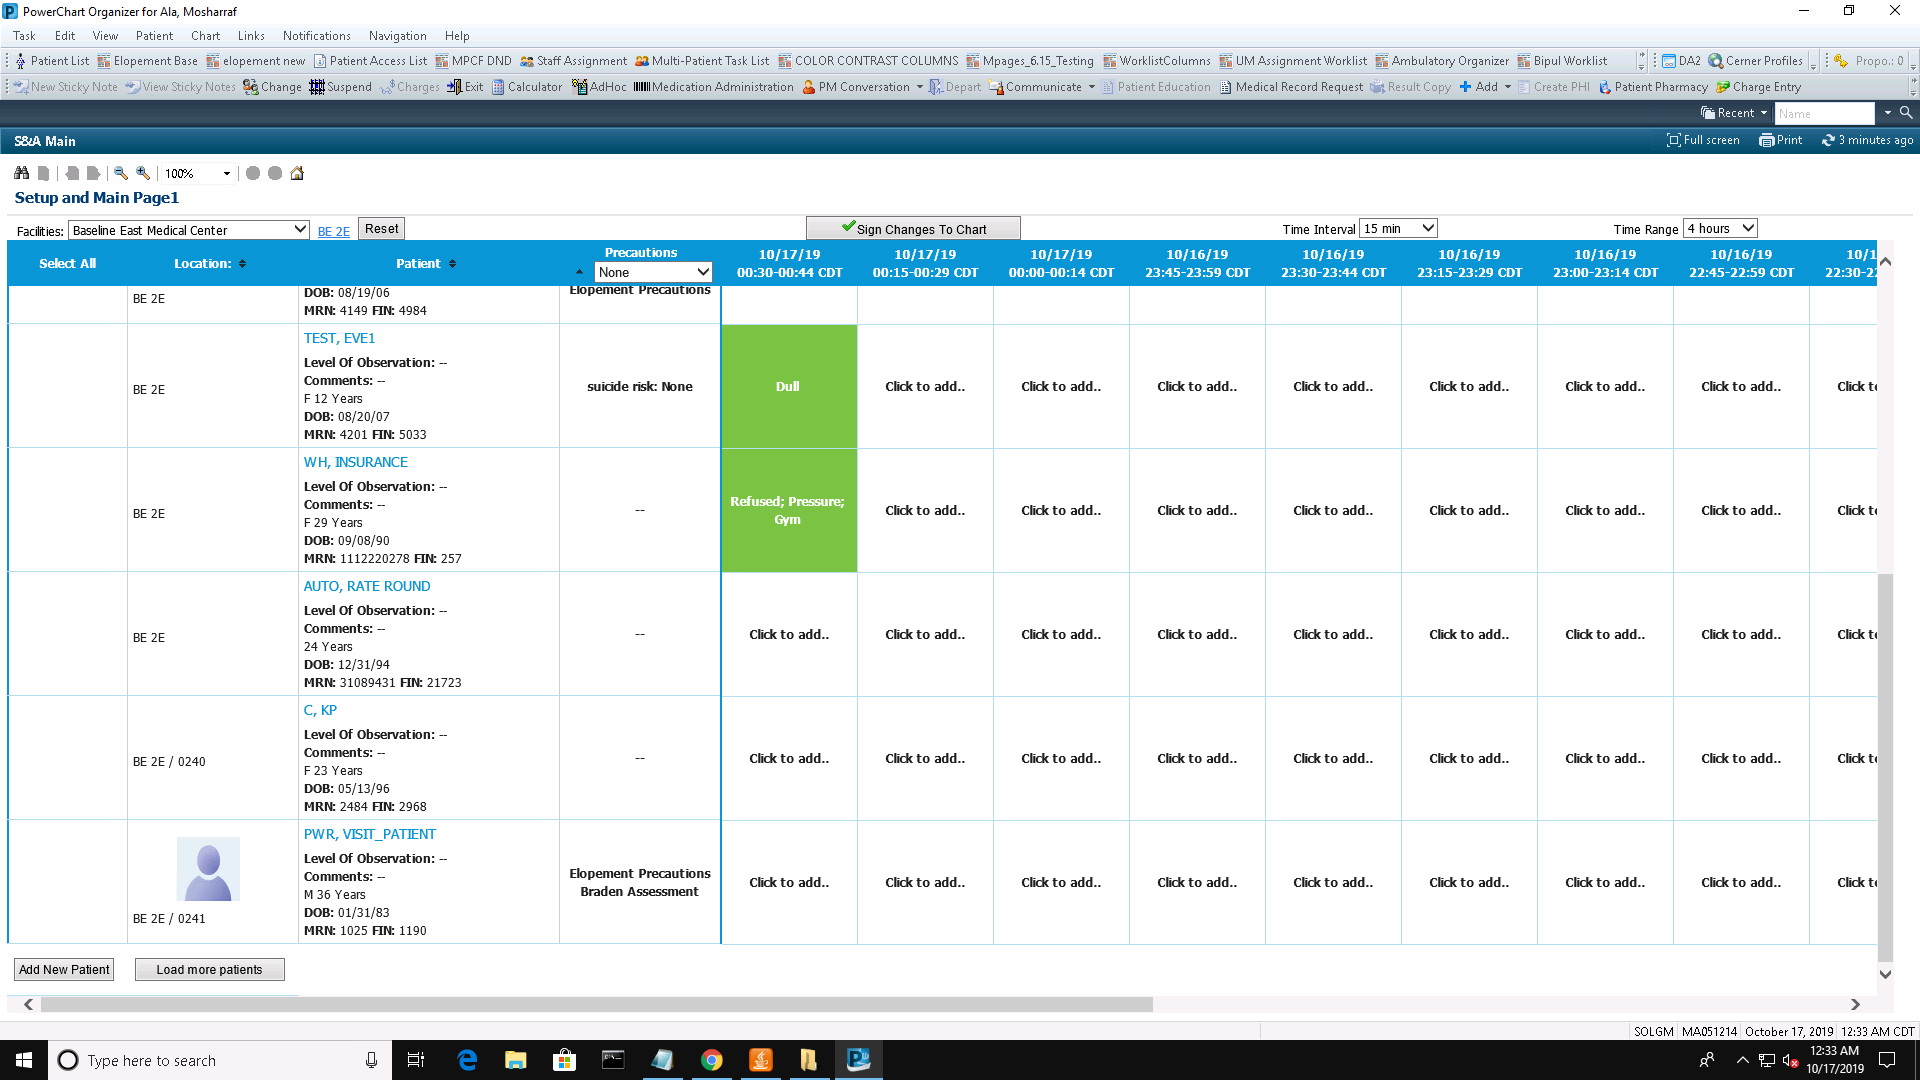 PowerChart Organizer for Ala, Mosharraf
Task Edit View Patient Chart Links Notifications Navigation Help
Patient List Elopement Base elopement new Patient Access List MPCF DND Staff Assignment Multi-Patient Task List COLOR CONTRAST COLUMNS Mpages_6.15_Testing WorklistColumns UM Assignment Worklist Ambulatory Organizer Bipul Worklist DA2 Cerner Profiles Propo.: 0
New Sticky Note View Sticky Notes Change Suspend Charges Exit Calculator AdHoc Medication Administration PM Conversation Depart Communicate Patient Education Medical Record Request Result Copy Add Create PHI Patient Pharmacy Charge Entry
Recent Name
S&A Main Full screen Print 3 minutes ago
100%
Setup and Main Page1
Facilities: Baseline East Medical Center BE 2E Reset Sign Changes To Chart Time Interval 15 min Time Range 4 hours
Select All Location: Patient Precautions None
10/17/19 10/17/19 10/17/19 10/16/19 10/16/19 10/16/19 10/16/19 10/16/19 10/1
00:30-00:44 CDT 00:15-00:29 CDT 00:00-00:14 CDT 23:45-23:59 CDT 23:30-23:44 CDT 23:15-23:29 CDT 23:00-23:14 CDT 22:45-22:59 CDT 22:30-22
BE 2E
DOB: 08/19/06
MRN: 4149 FIN: 4984
Elopement Precautions
BE 2E
TEST, EVE1
Level Of Observation: --
Comments: --
F 12 Years
DOB: 08/20/07
MRN: 4201 FIN: 5033
suicide risk: None
Dull Click to add.. Click to add.. Click to add.. Click to add.. Click to add.. Click to add.. Click to add.. Click to
BE 2E
WH, INSURANCE
Level Of Observation: --
Comments: --
F 29 Years
DOB: 09/08/90
MRN: 1112220278 FIN: 257
--
Refused; Pressure;
Gym
Click to add.. Click to add.. Click to add.. Click to add.. Click to add.. Click to add.. Click to add.. Click to
BE 2E
AUTO, RATE ROUND
Level Of Observation: --
Comments: --
24 Years
DOB: 12/31/94
MRN: 31089431 FIN: 21723
--
Click to add.. Click to add.. Click to add.. Click to add.. Click to add.. Click to add.. Click to add.. Click to add.. Click to
BE 2E / 0240
C, KP
Level Of Observation: --
Comments: --
F 23 Years
DOB: 05/13/96
MRN: 2484 FIN: 2968
--
Click to add.. Click to add.. Click to add.. Click to add.. Click to add.. Click to add.. Click to add.. Click to add.. Click to
BE 2E / 0241
PWR, VISIT_PATIENT
Level Of Observation: --
Comments: --
M 36 Years
DOB: 01/31/83
MRN: 1025 FIN: 1190
Elopement Precautions
Braden Assessment
Click to add.. Click to add.. Click to add.. Click to add.. Click to add.. Click to add.. Click to add.. Click to add.. Click to
Add New Patient Load more patients
SOLGM MA051214 October 17, 2019 12:33 AM CDT
Type here to search
12:33 AM
10/17/2019